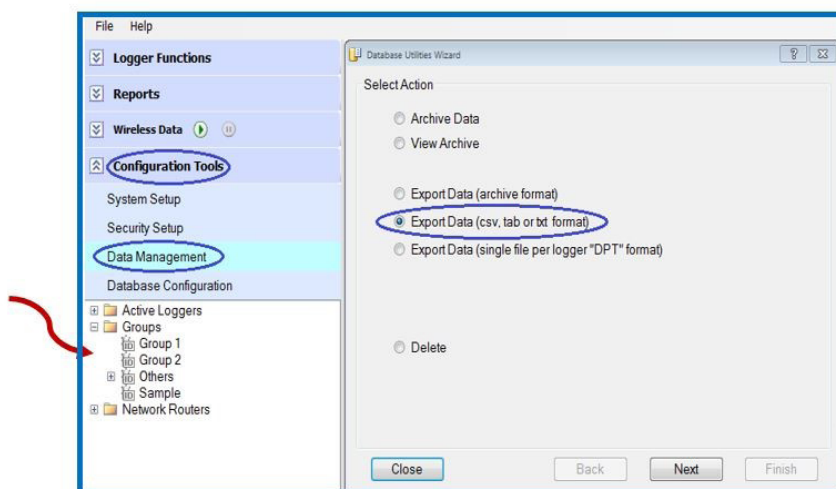 File Help
Logger Functions
Reports
Wireless Data
Configuration Tools
System Setup
Security Setup
Data Management
Database Configuration
Active Loggers
Groups
Group 1
Group 2
Others
Sample
Network Routers
Database Utilities Wizard
Select Action
Archive Data
View Archive
Export Data (archive format)
Export Data (csv, tab or txt format)
Export Data (single file per logger "DPT" format)
Delete
Close Back Next Finish